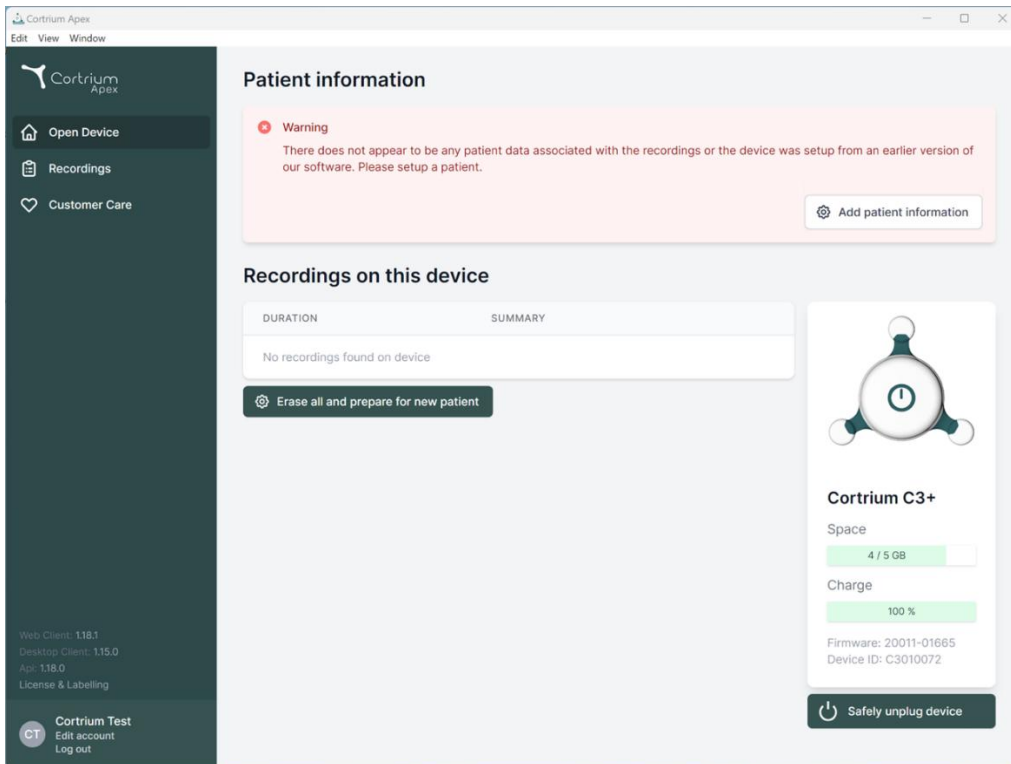 Cortrium Apex
Edit View Window
Cortrium
Apex
Open Device
Recordings
Customer Care
Web Client: 1.18.1
Desktop Client: 1.15.0
Api: 1.18.0
License & Labelling
CT
Cortrium Test
Edit account
Log out
Patient information
Warning
There does not appear to be any patient data associated with the recordings or the device was setup from an earlier version of
our software. Please setup a patient.
Add patient information
Recordings on this device
DURATION SUMMARY
No recordings found on device
Erase all and prepare for new patient
Cortrium C3+
Space
4 / 5 GB
Charge
100 %
Firmware: 20011-01665
Device ID: C3010072
Safely unplug device